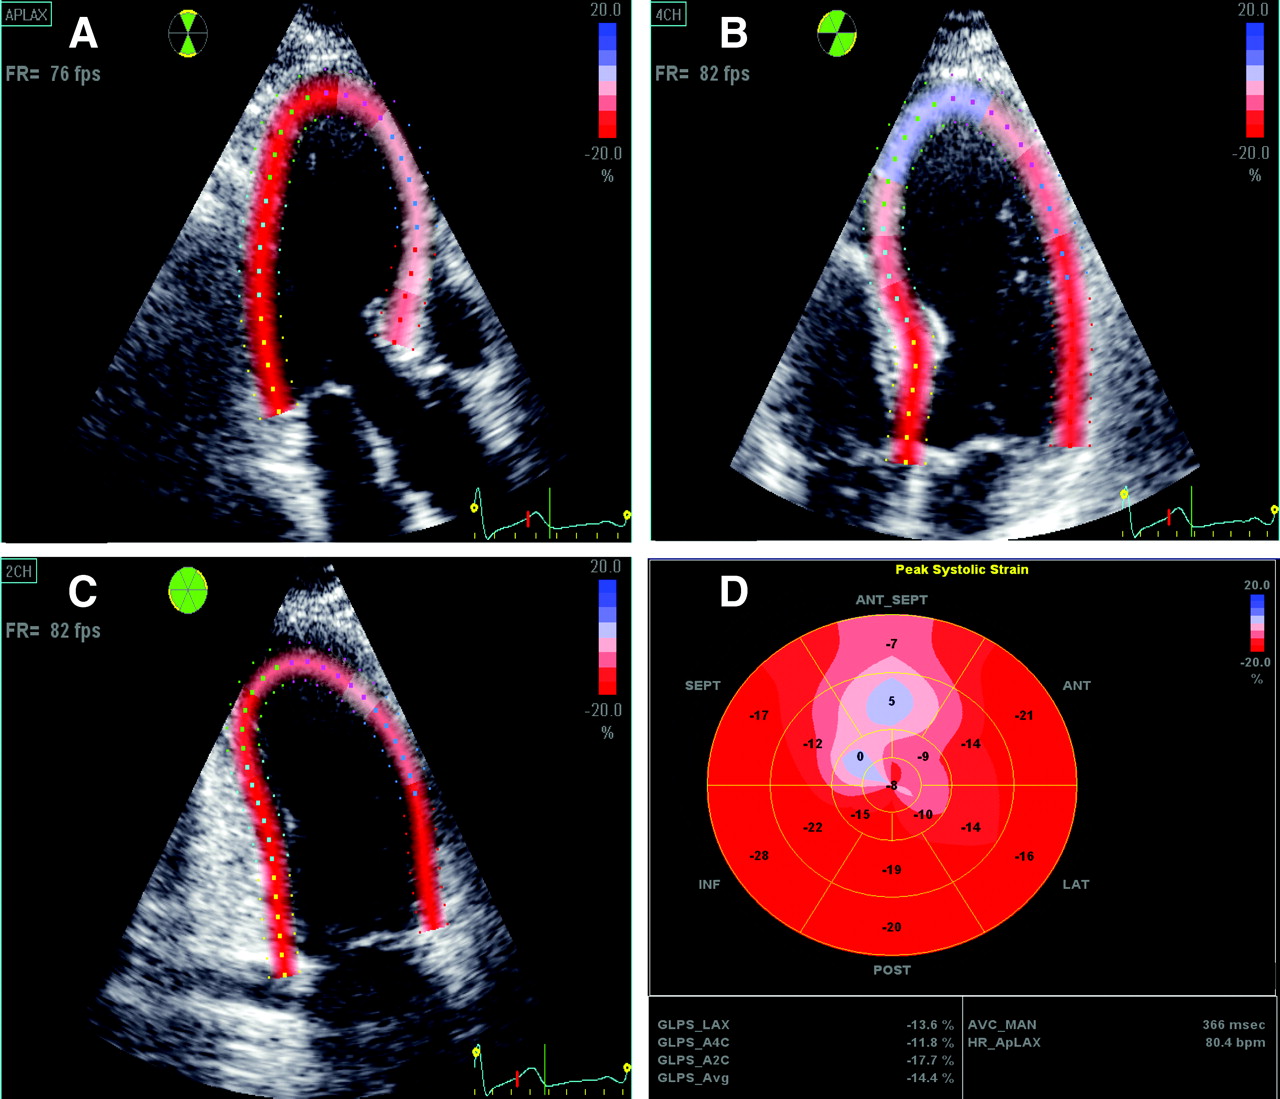 APLAX
A
FR= 76 fps
20.0
-20.0
%
4CH
B
FR= 82 fps
20.0
-20.0
%
2CH
C
FR= 82 fps
20.0
-20.0
%
D
Peak Systolic Strain
20.0
-20.0
%
ANT_SEPT
SEPT
ANT
-7
-17
5
-21
-12
0
-9
-14
-8
-15
-10
-22
-14
-28
-19
-16
-20
INF
LAT
POST
GLPS_LAX -13.6 %
GLPS_A4C -11.8 %
GLPS_A2C -17.7 %
GLPS_Avg -14.4 %
AVC_MAN 366 msec
HR_ApLAX 80.4 bpm